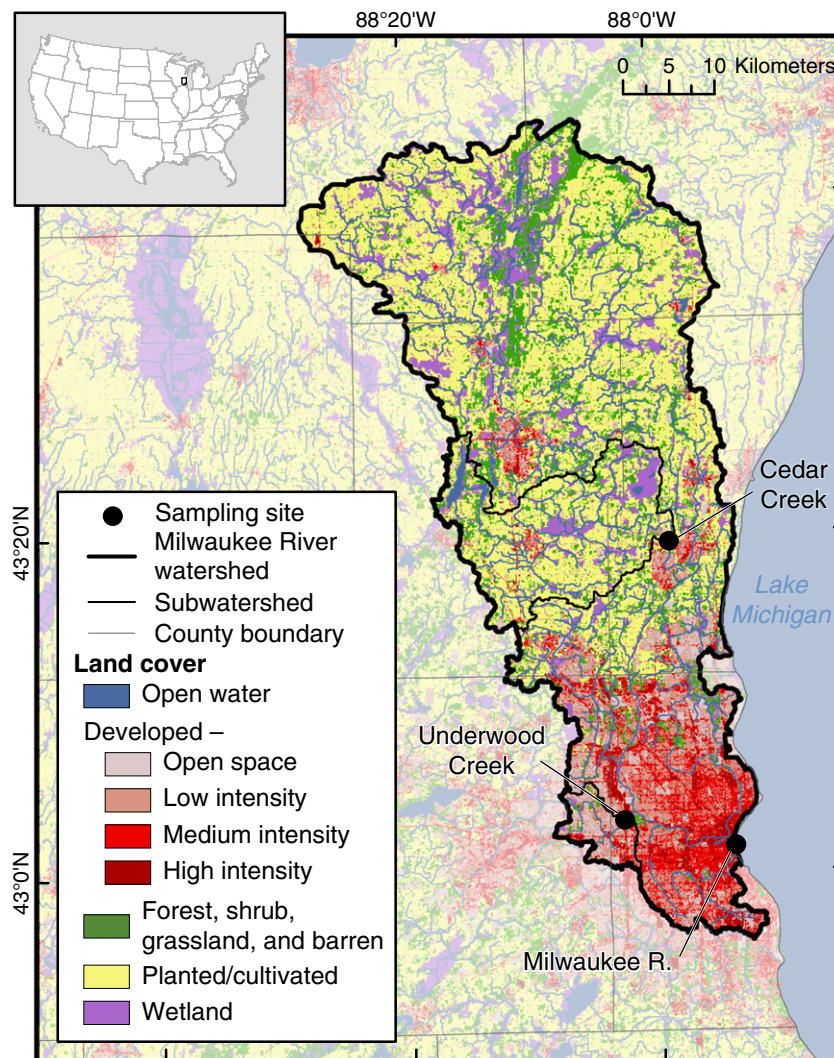 88°20'W
88°0'W
0 5 10 Kilometers
Cedar
Creek
43°20'N
Lake
Michigan
Sampling site
Milwaukee River
watershed
Subwatershed
County boundary
Land cover
Open water
Developed –
Open space
Low intensity
Medium intensity
High intensity
Forest, shrub,
grassland, and barren
Planted/cultivated
Wetland
Underwood
Creek
43°0'N
Milwaukee R.